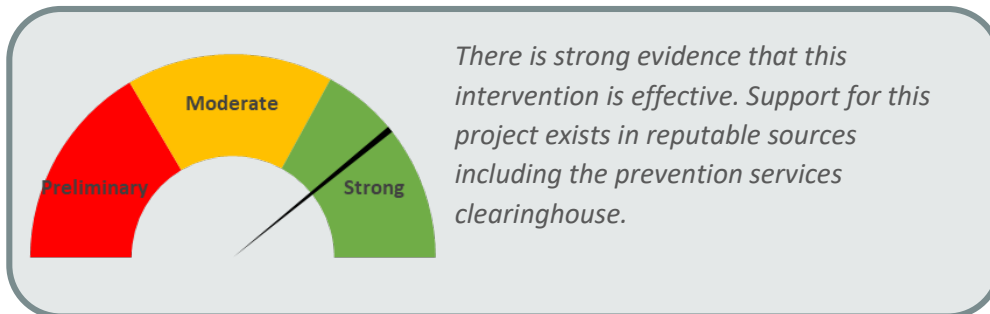 Moderate
Preliminary
Strong
There is strong evidence that this
intervention is effective. Support for this
project exists in reputable sources
including the prevention services
clearinghouse.